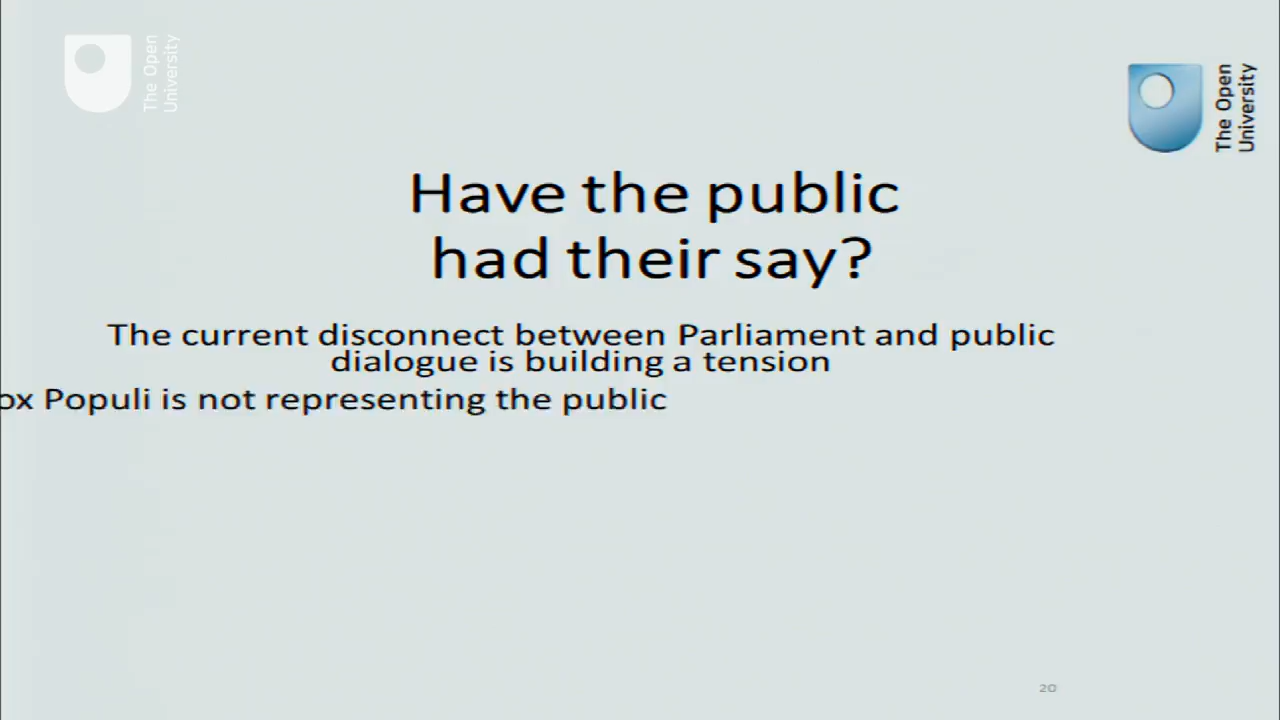 The Open
University
The Open
University
Have the public
had their say?
The current disconnect between Parliament and public
dialogue is building a tension
ox Populi is not representing the public
20